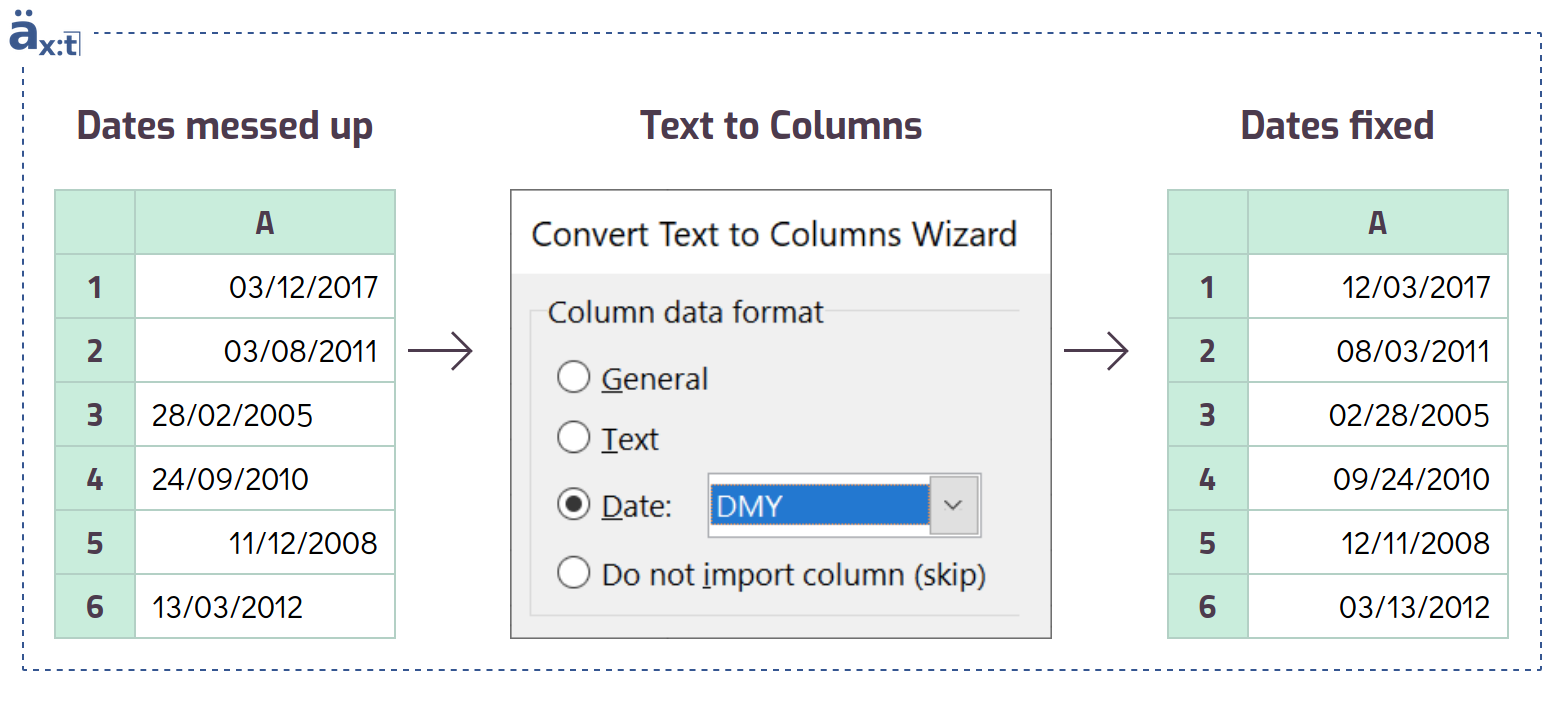 äx:t
Dates messed up
A
1 03/12/2017
2 03/08/2011
3 28/02/2005
4 24/09/2010
5 11/12/2008
6 13/03/2012
Text to Columns
Convert Text to Columns Wizard
Column data format
General
Text
Date: DMY
Do not import column (skip)
Dates fixed
A
1 12/03/2017
2 08/03/2011
3 02/28/2005
4 09/24/2010
5 12/11/2008
6 03/13/2012